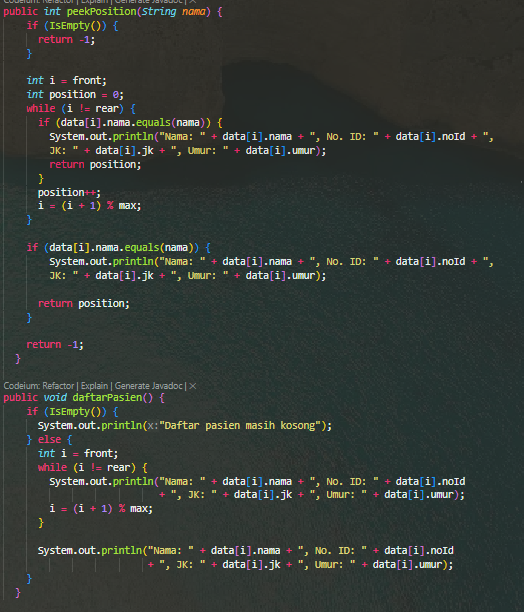 Codeium: Refactor | Explain | Generate Javadoc | ×
public int peekPosition(String nama) {
    if (IsEmpty()) {
      return -1;
    }

    int i = front;
    int position = 0;
    while (i != rear) {
      if (data[i].nama.equals(nama)) {
        System.out.println("Nama: " + data[i].nama + ", No. ID: " + data[i].noId + ",
        JK: " + data[i].jk + ", Umur: " + data[i].umur);
        return position;
      }
      position++;
      i = (i + 1) % max;
    }

    if (data[i].nama.equals(nama)) {
        System.out.println("Nama: " + data[i].nama + ", No. ID: " + data[i].noId + ",
        JK: " + data[i].jk + ", Umur: " + data[i].umur);

      return position;
    }

    return -1;
  }

Codeium: Refactor | Explain | Generate Javadoc | ×
public void daftarPasien() {
    if (IsEmpty()) {
      System.out.println(x:"Daftar pasien masih kosong");
    } else {
      int i = front;
      while (i != rear) {
        System.out.println("Nama: " + data[i].nama + ", No. ID: " + data[i].noId
                + ", JK: " + data[i].jk + ", Umur: " + data[i].umur);
        i = (i + 1) % max;
      }

      System.out.println("Nama: " + data[i].nama + ", No. ID: " + data[i].noId
              + ", JK: " + data[i].jk + ", Umur: " + data[i].umur);
    }
  }